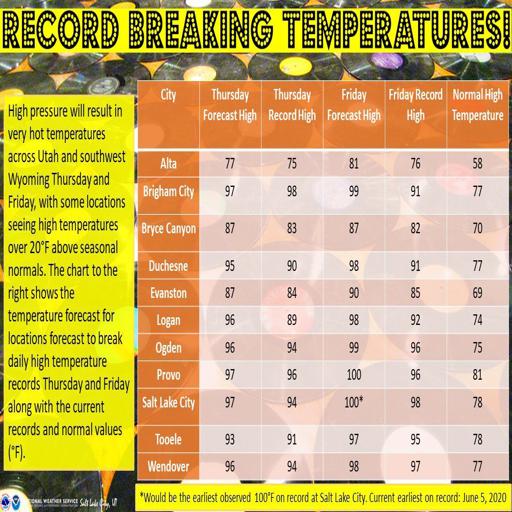 RECORD BREAKING TEMPERATURES!
High pressure will result in
very hot temperatures
across Utah and southwest
Wyoming Thursday and
Friday, with some locations
seeing high temperatures
over 20°F above seasonal
normals. The chart to the
right shows the
temperature forecast for
locations forecast to break
daily high temperature
records Thursday and Friday
along with the current
records and normal values
(°F).
City Thursday Forecast High Thursday Record High Friday Forecast High Friday Record High Normal High Temperature
Alta 77 75 81 76 58
Brigham City 97 98 99 91 77
Bryce Canyon 87 83 87 82 70
Duchesne 95 90 98 91 77
Evanston 87 84 90 85 69
Logan 96 89 98 92 74
Ogden 96 94 99 96 75
Provo 97 96 100 96 81
Salt Lake City 97 94 100* 98 78
Tooele 93 91 97 95 78
Wendover 96 94 98 97 77
*Would be the earliest observed 100°F on record at Salt Lake City. Current earliest on record: June 5, 2020
NATIONAL WEATHER SERVICE Salt Lake City, UT